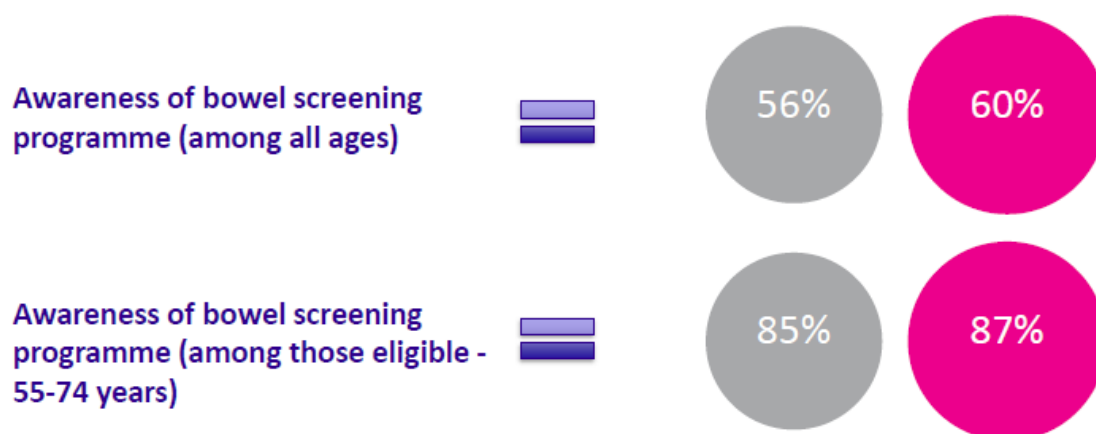 Awareness of bowel screening
programme (among all ages)
56%
60%
Awareness of bowel screening
programme (among those eligible -
55-74 years)
85%
87%